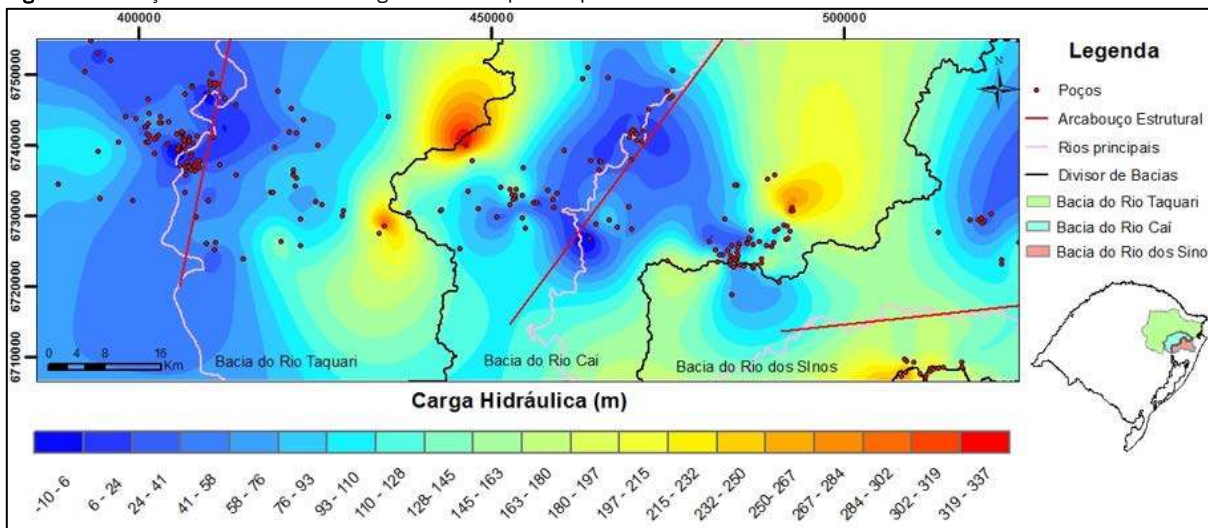 400000
450000
500000
6750000
6740000
6730000
6720000
6710000
N
0 4 8 16
Km
Bacia do Rio Taquari
Bacia do Rio Caí
Bacia do Rio dos SInos
Legenda
Poços
Arcabouço Estrutural
Rios principais
Divisor de Bacias
Bacia do Rio Taquari
Bacia do Rio Caí
Bacia do Rio dos Sino
Carga Hidráulica (m)
-10 - 6
6 - 24
24 - 41
41 - 58
58 - 76
76 - 93
93 - 110
110 - 128
128- 145
145 - 163
163 - 180
180 - 197
197 - 215
215 - 232
232 - 250
250- 267
267 - 284
284 - 302
302 - 319
319 - 337